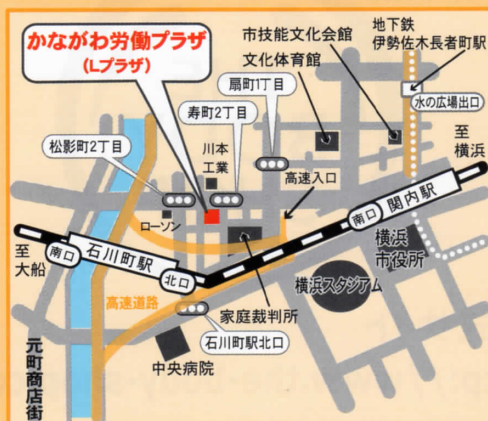 かながわ労働プラザ
(Lプラザ)
市技能文化会館
文化体育館
地下鉄
伊勢佐木長者町駅
扇町1丁目
寿町2丁目
水の広場出口
松影町2丁目
川本
工業
至
横浜
高速入口
ローソン
関内駅
南口
至
大船
南口
石川町駅
北口
横浜
市役所
横浜スタジアム
高速道路
家庭裁判所
石川町駅北口
中央病院
元町商店街